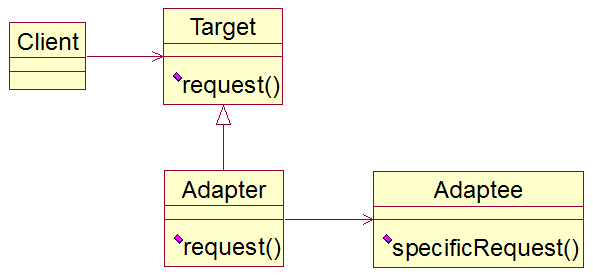 Client
Target
request()
Adapter
request()
Adaptee
specificRequest()